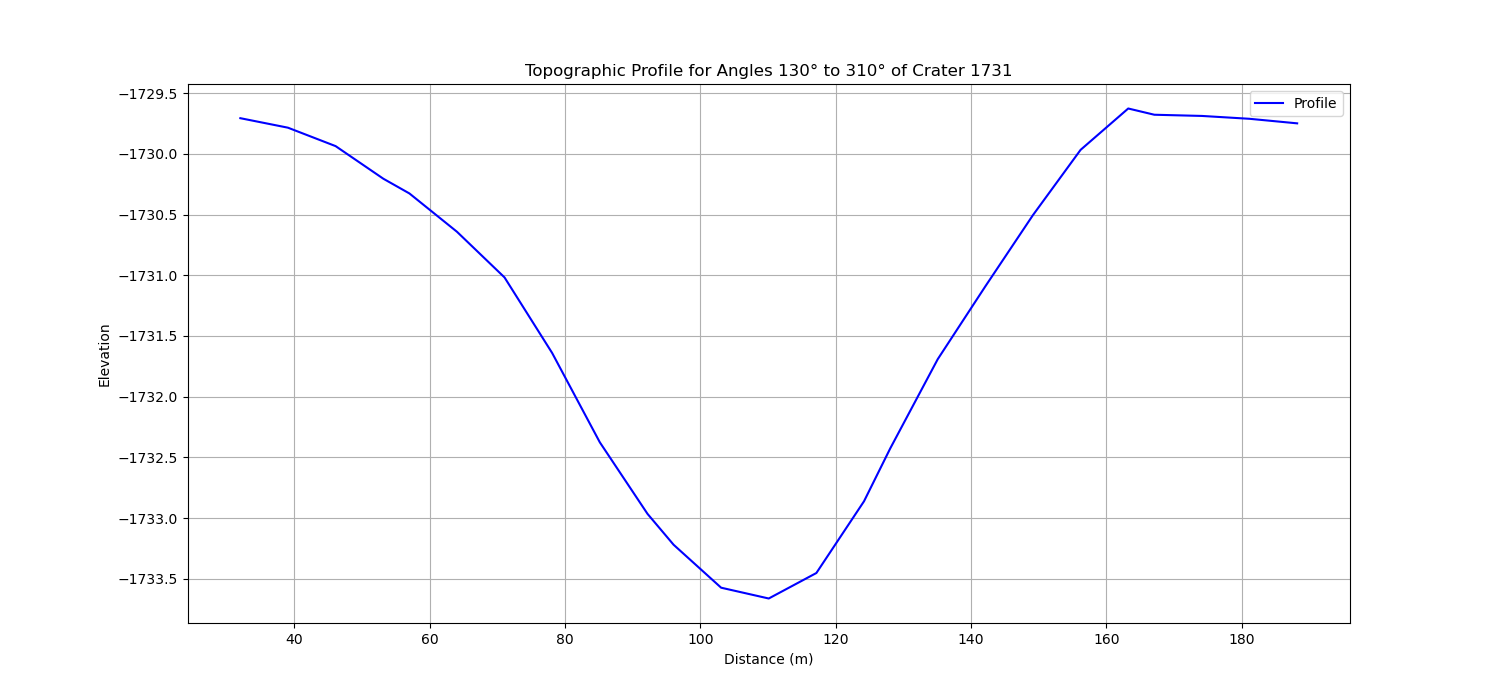 Topographic Profile for Angles 130° to 310° of Crater 1731
Profile
−1729.5
−1730.0
−1730.5
−1731.0
−1731.5
−1732.0
−1732.5
−1733.0
−1733.5
Elevation
40 60 80 100 120 140 160 180
Distance (m)